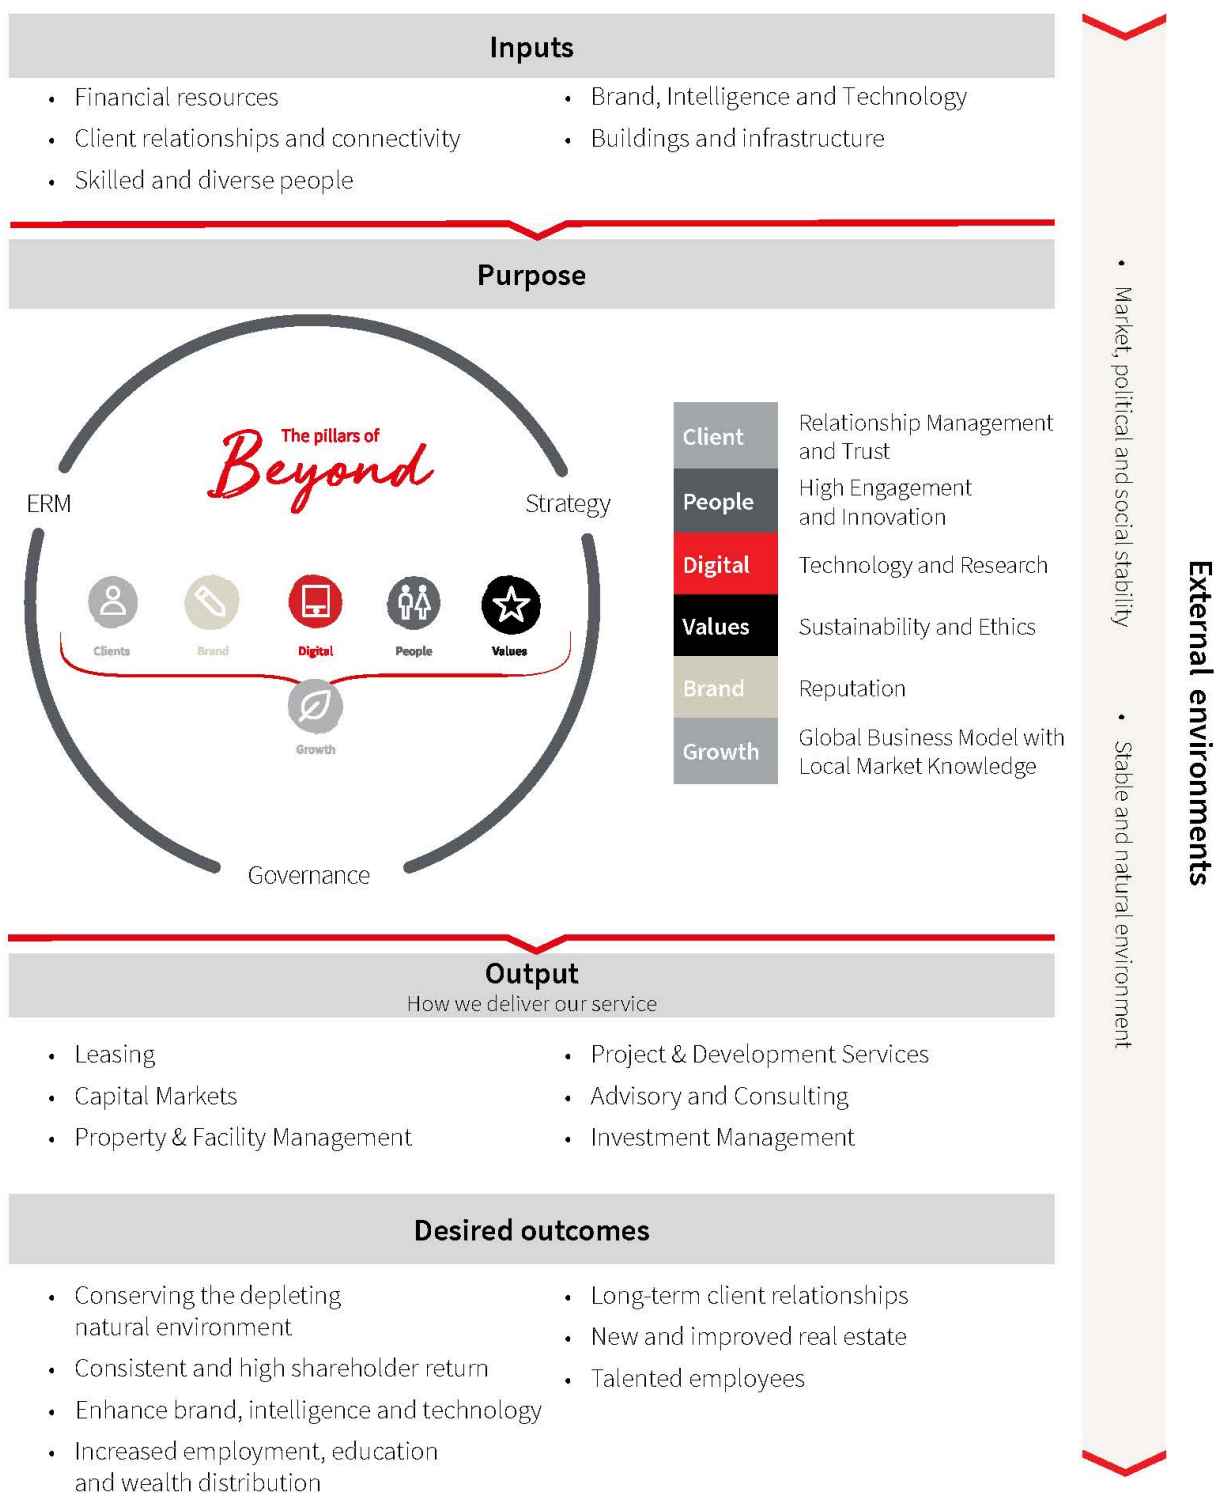 Inputs
• Financial resources
• Client relationships and connectivity
• Skilled and diverse people
• Brand, Intelligence and Technology
• Buildings and infrastructure
Purpose
The pillars of
Beyond
ERM
Strategy
Governance
Clients
Brand
Digital
People
Values
Growth
Client
Relationship Management
and Trust
People
High Engagement
and Innovation
Digital
Technology and Research
Values
Sustainability and Ethics
Brand
Reputation
Growth
Global Business Model with
Local Market Knowledge
Output
How we deliver our service
• Leasing
• Capital Markets
• Property & Facility Management
• Project & Development Services
• Advisory and Consulting
• Investment Management
Desired outcomes
• Conserving the depleting
natural environment
• Consistent and high shareholder return
• Enhance brand, intelligence and technology
• Increased employment, education
and wealth distribution
• Long-term client relationships
• New and improved real estate
• Talented employees
• Market, political and social stability
• Stable and natural environment
External environments